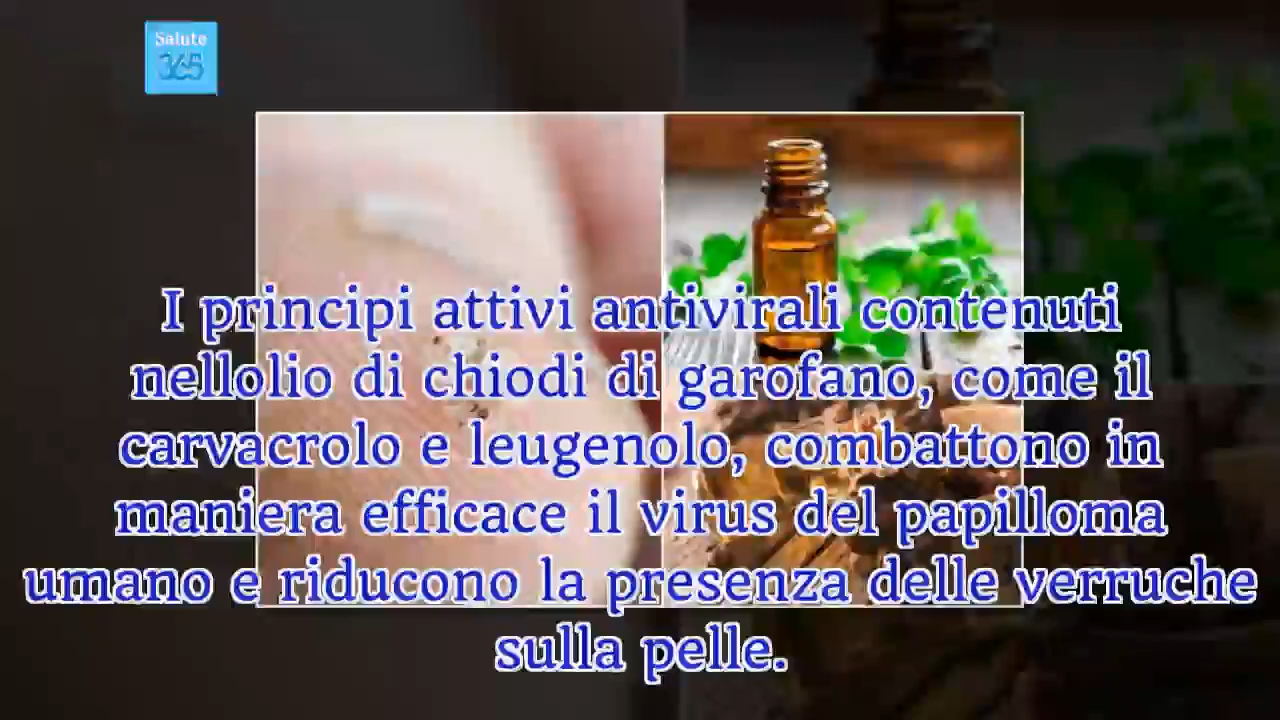 Salute
365
I principi attivi antivirali contenuti
nellolio di chiodi di garofano, come il
carvacrolo e leugenolo, combattono in
maniera efficace il virus del papilloma
umano e riducono la presenza delle verruche
sulla pelle.